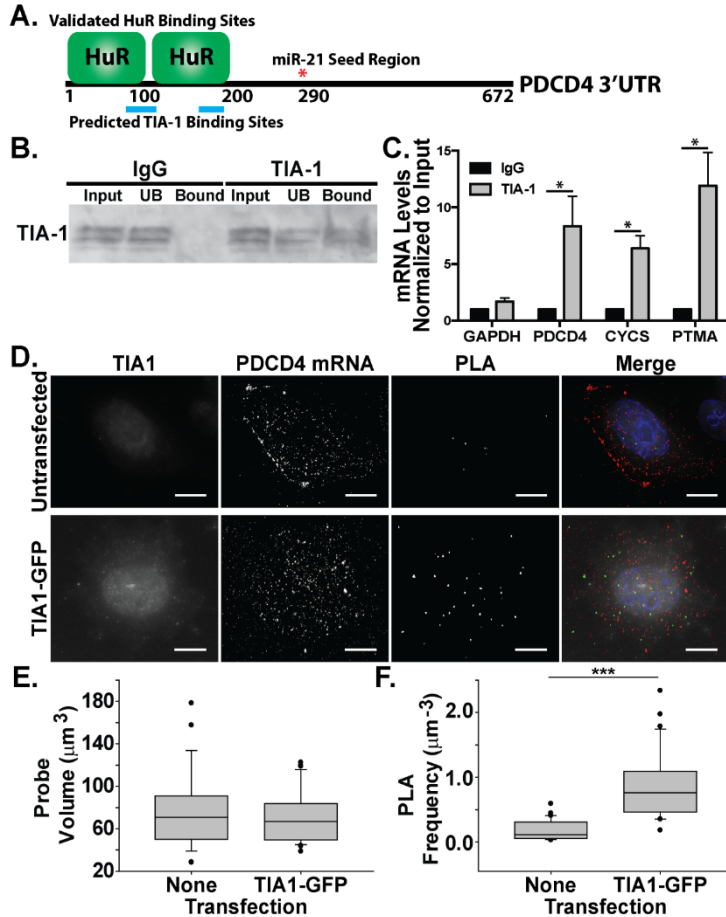 A.
Validated HuR Binding Sites
HuR HuR
miR-21 Seed Region
*
PDCD4 3'UTR
1 100 200 290 672
Predicted TIA-1 Binding Sites
B.
IgG TIA-1
Input UB Bound Input UB Bound
TIA-1
C.
mRNA Levels
Normalized to Input
15
10
5
0
IgG
TIA-1
* * *
GAPDH PDCD4 CYCS PTMA
D.
TIA1 PDCD4 mRNA PLA Merge
Untransfected
TIA1-GFP
E.
Probe
Volume (μm³)
180
140
100
60
20
None TIA1-GFP
Transfection
F.
PLA
Frequency (μm-³)
2.0
1.0
0.0
***
None TIA1-GFP
Transfection